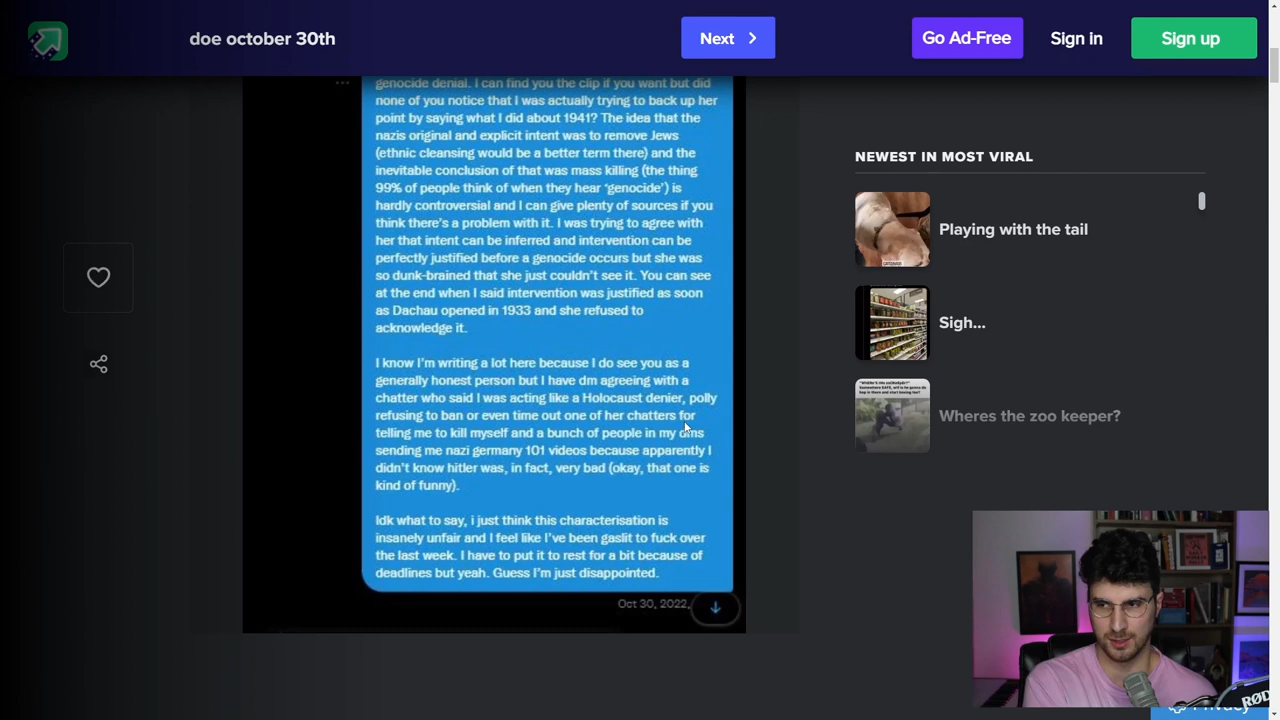 doe october 30th
Next
Go Ad-Free
Sign in
Sign up
genocide denial. I can find you the clip if you want but did
none of you notice that I was actually trying to back up her
point by saying what I did about 1941? The idea that the
nazis original and explicit intent was to remove Jews
(ethnic cleansing would be a better term there) and the
inevitable conclusion of that was mass killing (the thing
99% of people think of when they hear ‘genocide’) is
hardly controversial and I can give plenty of sources if you
think there’s a problem with it. I was trying to agree with
her that intent can be inferred and intervention can be
perfectly justified before a genocide occurs but she was
so dunk-brained that she just couldn’t see it. You can see
at the end when I said intervention was justified as soon
as Dachau opened in 1933 and she refused to
acknowledge it.
I know I’m writing a lot here because I do see you as a
generally honest person but I have dm agreeing with a
chatter who said I was acting like a Holocaust denier, polly
refusing to ban or even time out one of her chatters for
telling me to kill myself and a bunch of people in my dms
sending me nazi germany 101 videos because apparently I
didn’t know hitler was, in fact, very bad (okay, that one is
kind of funny).
Idk what to say, i just think this characterisation is
insanely unfair and I feel like I’ve been gaslit to fuck over
the last week. I have to put it to rest for a bit because of
deadlines but yeah. Guess I’m just disappointed.
Oct 30, 2022,
NEWEST IN MOST VIRAL
Playing with the tail
Sigh...
Wheres the zoo keeper?
RØD
Privacy